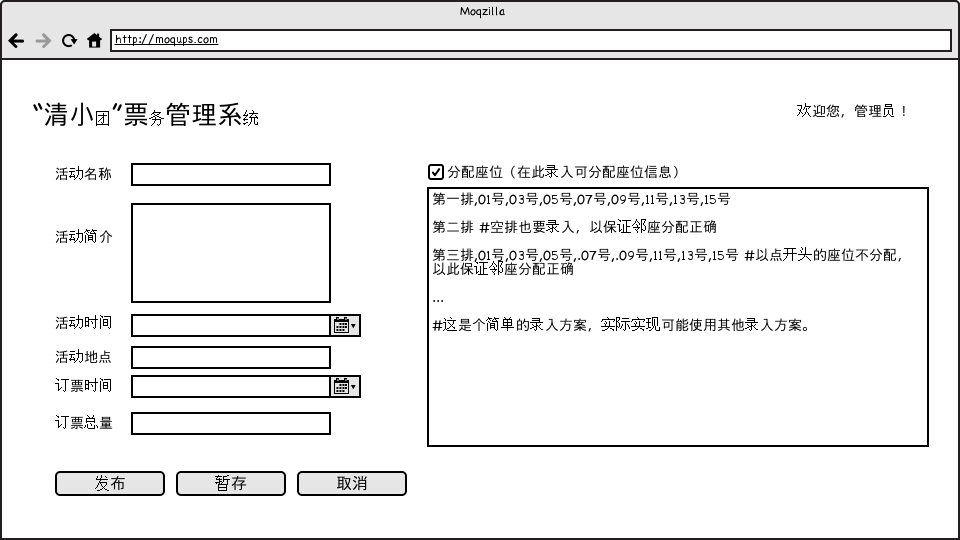 Moqzilla
http://moqups.com
“清小团”票务管理系统
欢迎您，管理员！
活动名称
活动简介
活动时间
活动地点
订票时间
订票总量
发布
暂存
取消
分配座位（在此录入可分配座位信息）
第一排,01号,03号,05号,07号,09号,11号,13号,15号
第二排 #空排也要录入，以保证邻座分配正确
第三排,01号,03号,05号,.07号,.09号,11号,13号,15号 #以点开头的座位不分配，
以此保证邻座分配正确
...
#这是个简单的录入方案，实际实现可能使用其他录入方案。